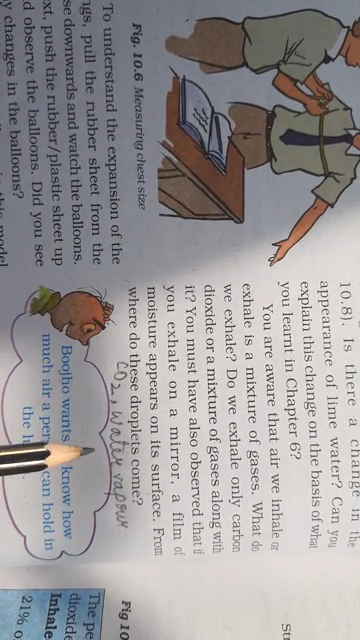 Fig. 10.6 Measuring chest size
To understand the expansion of the
pull the rubber sheet from the
downwards and watch the balloons.
push the rubber/plastic sheet up
observe the balloons. Did you see
changes in the balloons?
model
10.8). Is there a change in the
appearance of lime water? Can you
explain this change on the basis of what
you learnt in Chapter 6?
You are aware that air we inhale or
exhale is a mixture of gases. What do
we exhale? Do we exhale only carbon
dioxide or a mixture of gases along with
it? You must have also observed that if
you exhale on a mirror, a film of
moisture appears on its surface. From
where do these droplets come?
CO2, Water vapour
Boojho wants know how
much air a can hold in
the
Fig 10
The
Inhale
21%